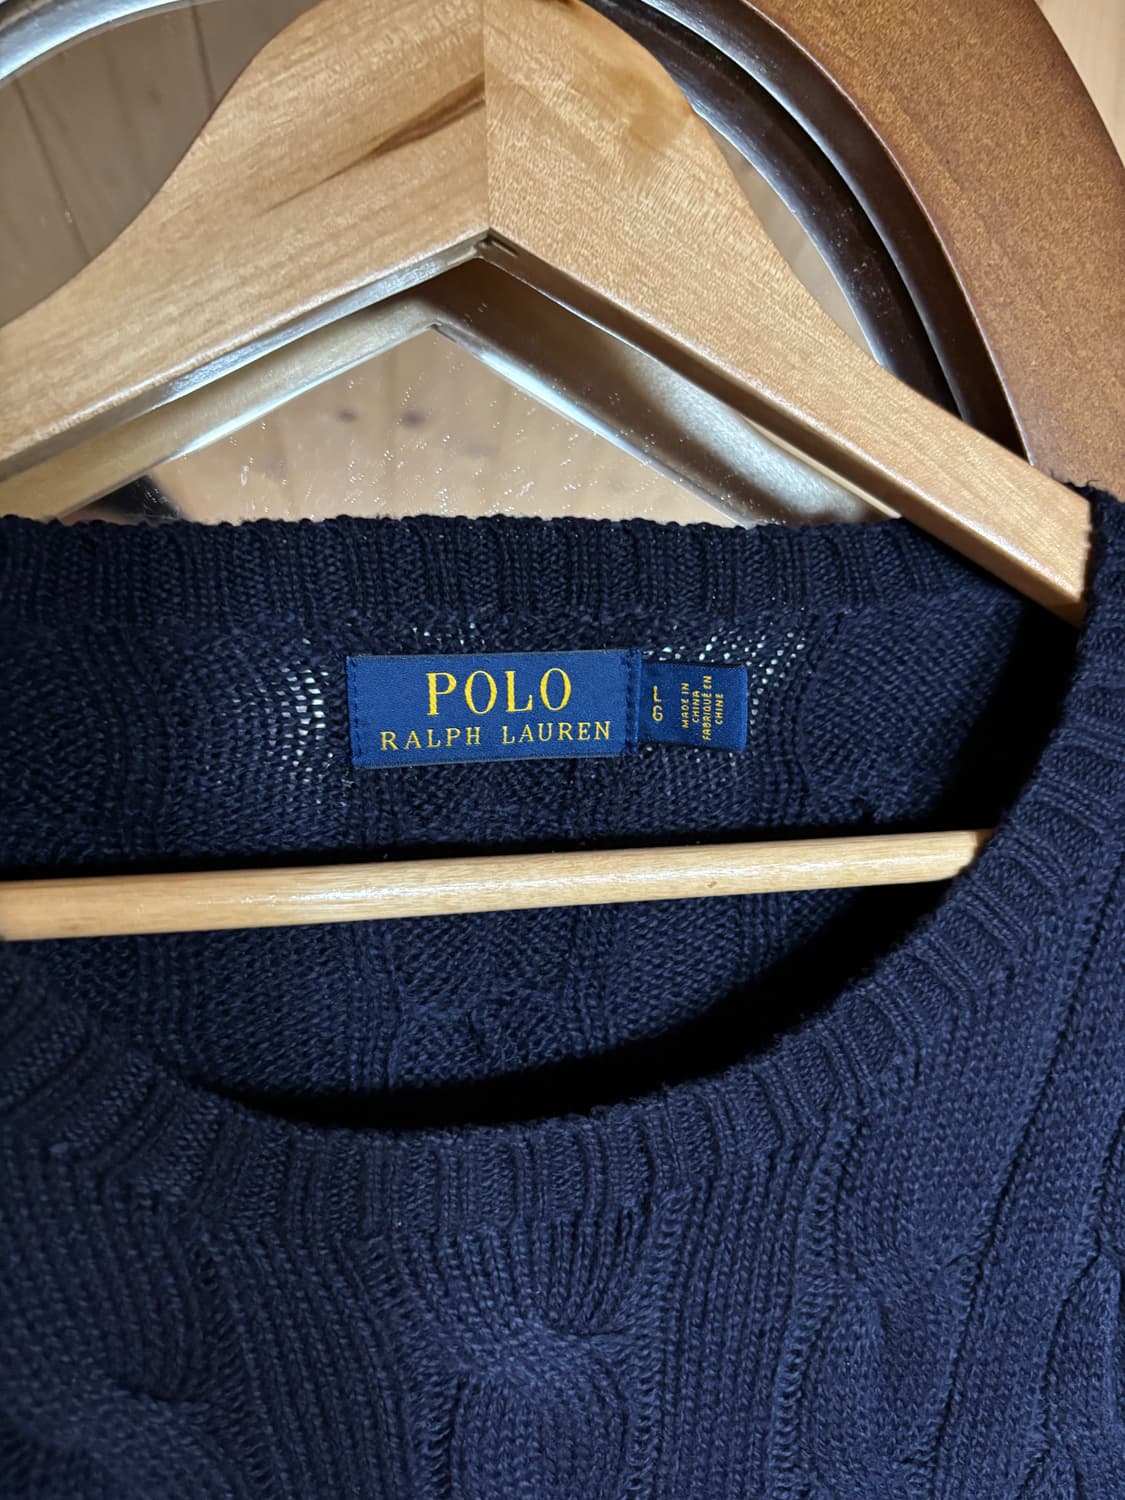 POLO
RALPH LAUREN
L
G
MADE IN
CHINA
FABRIQUÉ EN
CHINE